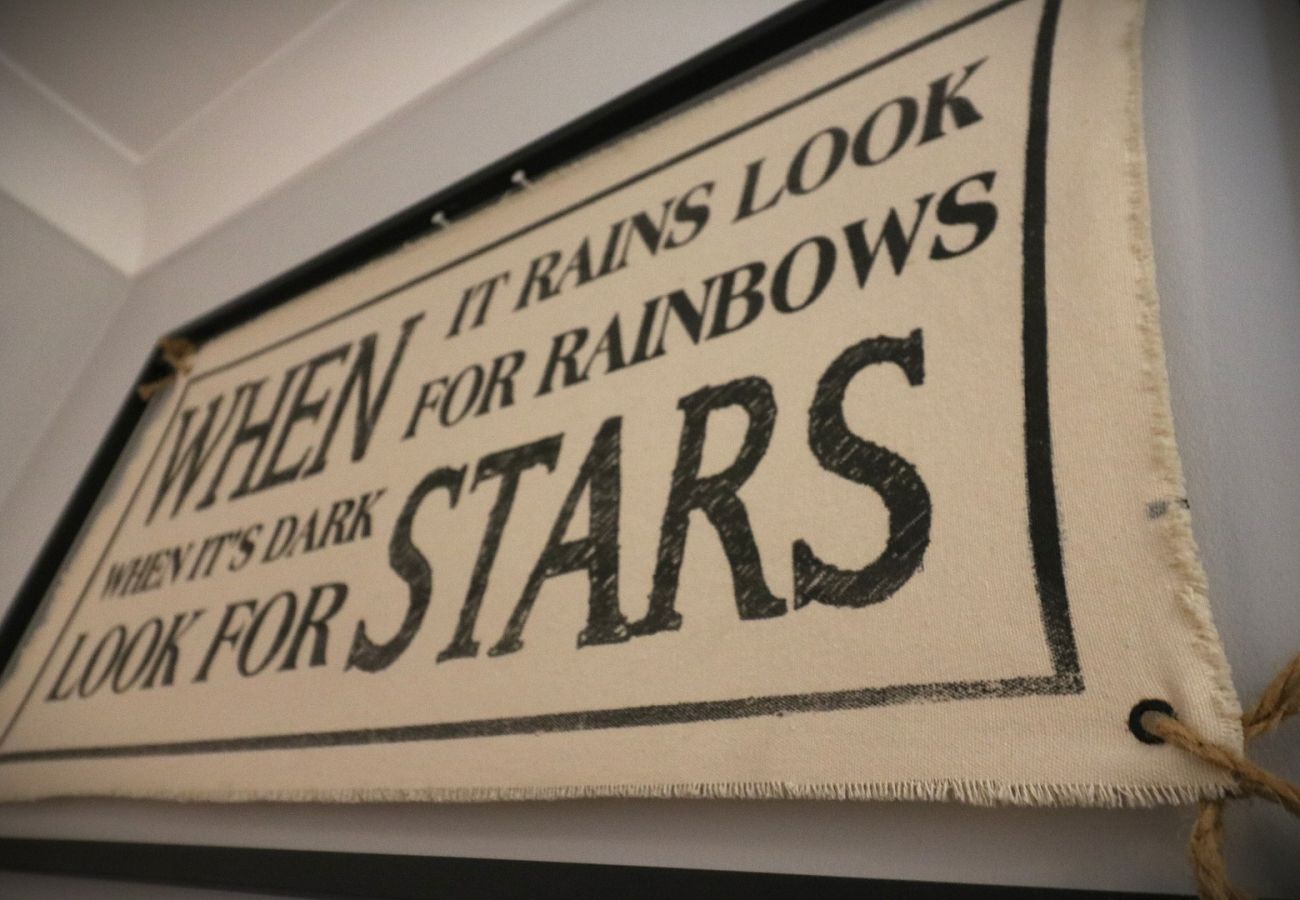 WHEN IT RAINS LOOK
FOR RAINBOWS
WHEN IT'S DARK
LOOK FOR STARS